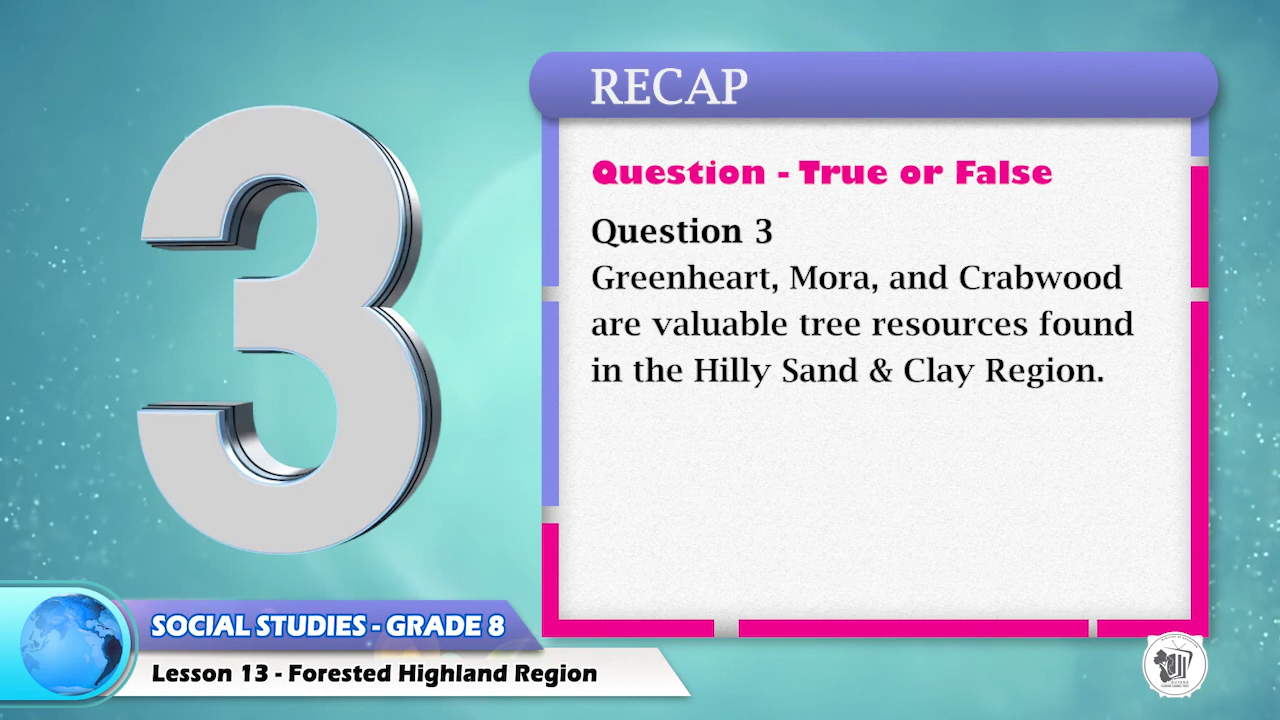 3
RECAP
Question - True or False
Question 3
Greenheart, Mora, and Crabwood
are valuable tree resources found
in the Hilly Sand & Clay Region.
SOCIAL STUDIES - GRADE 8
Lesson 13 - Forested Highland Region